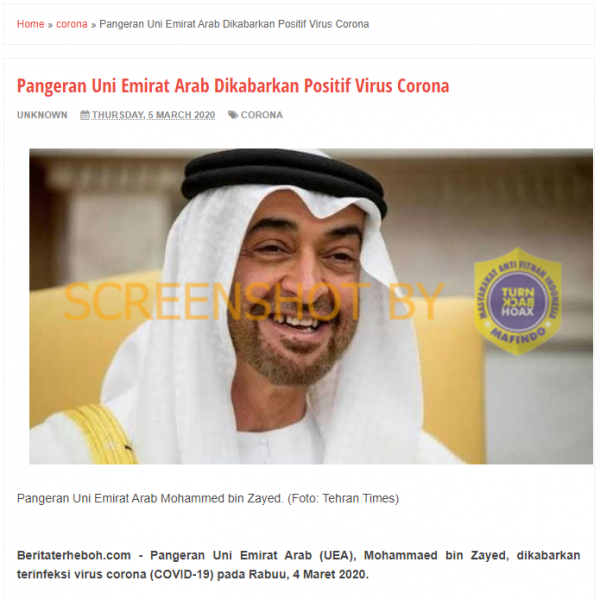 Home » corona » Pangeran Uni Emirat Arab Dikabarkan Positif Virus Corona
Pangeran Uni Emirat Arab Dikabarkan Positif Virus Corona
UNKNOWN THURSDAY, 5 MARCH 2020 CORONA
SCREENSHOT BY
MASYARAKAT ANTI FITNAH INDONESIA
TURN
BACK
HOAX
MAFINDO
Pangeran Uni Emirat Arab Mohammed bin Zayed. (Foto: Tehran Times)
Beritaterheboh.com - Pangeran Uni Emirat Arab (UEA), Mohammaed bin Zayed, dikabarkan
terinfeksi virus corona (COVID-19) pada Rabuu, 4 Maret 2020.